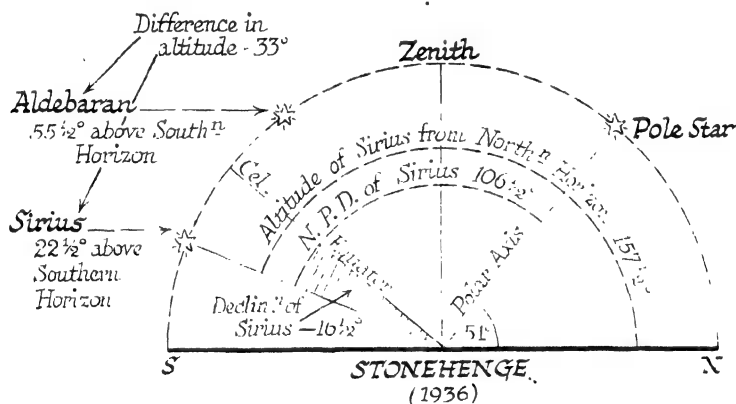 Difference in
altitude - 33°
Zenith
Aldebaran
55½° above Southⁿ
Horizon
Pole Star
Cel.
Altitude of Sirius from Northⁿ Horizon 157½°
N.P.D. of Sirius 106½°
Sirius
22½° above
Southern
Horizon
Equator
Polar Axis
Declinⁿ of
Sirius –16½°
51°
S
STONEHENGE.
N
(1936)